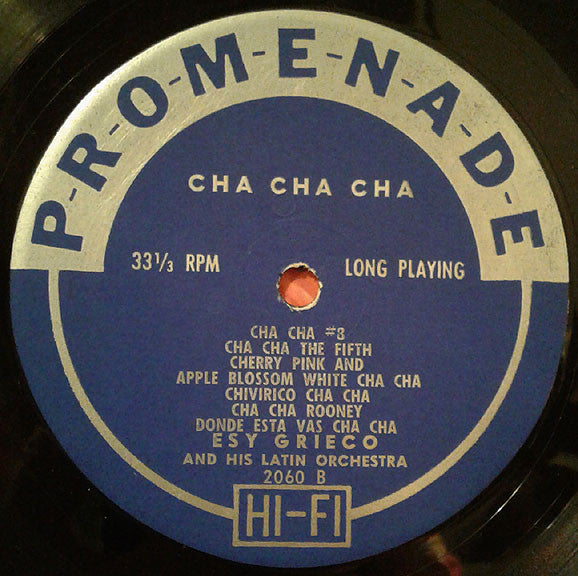 P-R-O-M-E-N-A-D-E
CHA CHA CHA
33 1/3 RPM LONG PLAYING
CHA CHA #8
CHA CHA THE FIFTH
CHERRY PINK AND
APPLE BLOSSOM WHITE CHA CHA
CHIVIRICO CHA CHA
CHA CHA ROONEY
DONDE ESTA VAS CHA CHA
ESY GRIECO
AND HIS LATIN ORCHESTRA
2060 B
HI-FI